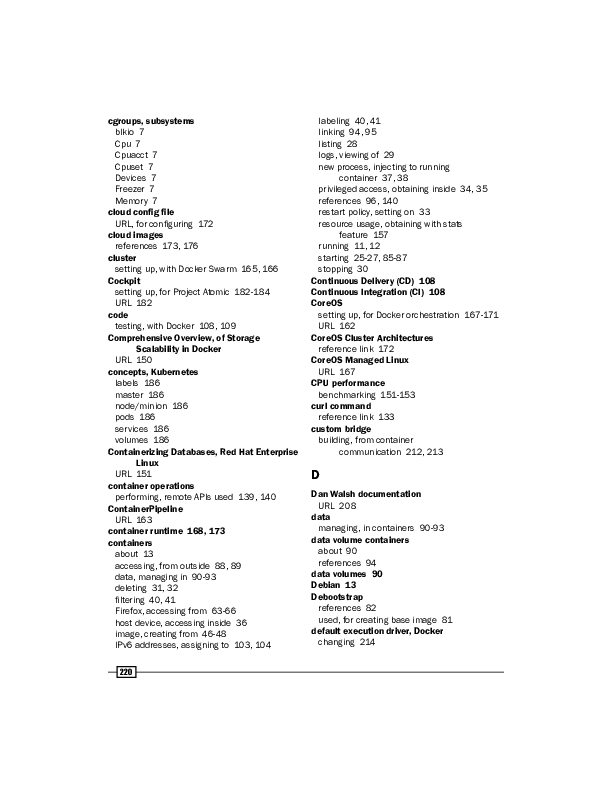 cgroups, subsystems
blkio 7
Cpu 7
Cpuacct 7
Cpuset 7
Devices 7
Freezer 7
Memory 7
cloud config file
URL, for configuring 172
cloud images
references 173, 176
cluster
setting up, with Docker Swarm 165, 166
Cockpit
setting up, for Project Atomic 182-184
URL 182
code
testing, with Docker 108, 109
Comprehensive Overview, of Storage
Scalability in Docker
URL 150
concepts, Kubernetes
labels 186
master 186
node/minion 186
pods 186
services 186
volumes 186
Containerizing Databases, Red Hat Enterprise
Linux
URL 151
container operations
performing, remote APIs used 139, 140
ContainerPipeline
URL 163
container runtime 168, 173
containers
about 13
accessing, from outside 88, 89
data, managing in 90-93
deleting 31, 32
filtering 40, 41
Firefox, accessing from 63-66
host device, accessing inside 36
image, creating from 46-48
IPv6 addresses, assigning to 103, 104
labeling 40, 41
linking 94, 95
listing 28
logs, viewing of 29
new process, injecting to running
container 37, 38
privileged access, obtaining inside 34, 35
references 96, 140
restart policy, setting on 33
resource usage, obtaining with stats
feature 157
running 11, 12
starting 25-27, 85-87
stopping 30
Continuous Delivery (CD) 108
Continuous Integration (CI) 108
CoreOS
setting up, for Docker orchestration 167-171
URL 162
CoreOS Cluster Architectures
reference link 172
CoreOS Managed Linux
URL 167
CPU performance
benchmarking 151-153
curl command
reference link 133
custom bridge
building, from container
communication 212, 213
D
Dan Walsh documentation
URL 208
data
managing, in containers 90-93
data volume containers
about 90
references 94
data volumes 90
Debian 13
Debootstrap
references 82
used, for creating base image 81
default execution driver, Docker
changing 214
220